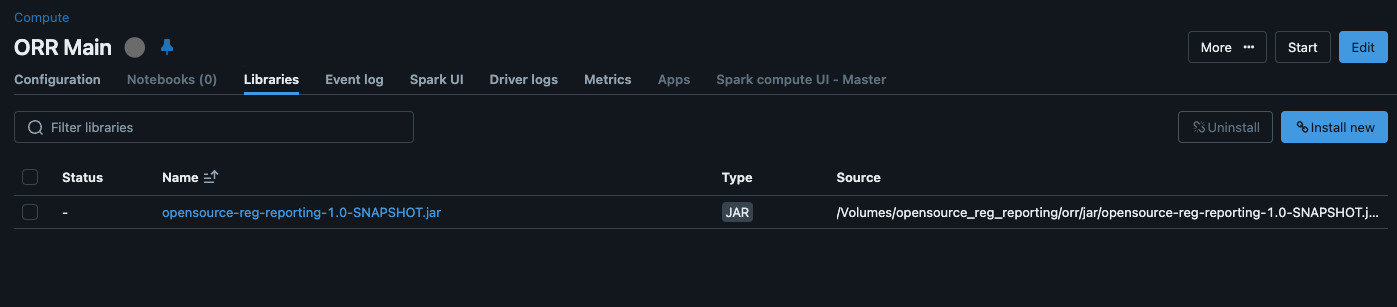 Compute
ORR Main
More ··· Start Edit
Configuration Notebooks (0) Libraries Event log Spark UI Driver logs Metrics Apps Spark compute UI - Master
Filter libraries
Uninstall Install new
Status Name Type Source
- opensource-reg-reporting-1.0-SNAPSHOT.jar JAR /Volumes/opensource_reg_reporting/orr/jar/opensource-reg-reporting-1.0-SNAPSHOT.j...